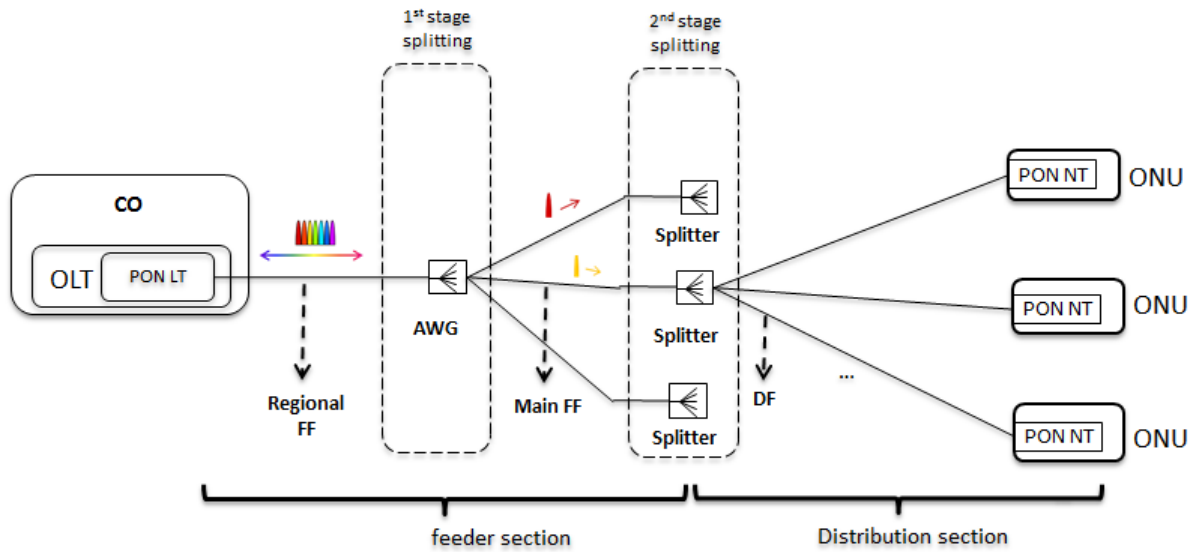 1st stage
splitting
2nd stage
splitting
CO
OLT
PON LT
AWG
Regional
FF
Main FF
Splitter
Splitter
Splitter
DF
...
PON NT
ONU
PON NT
ONU
PON NT
ONU
feeder section
Distribution section